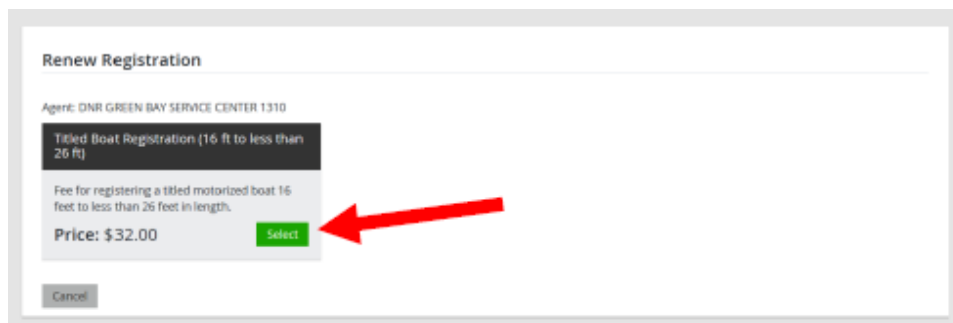 Renew Registration
Agent: DNR GREEN BAY SERVICE CENTER 1310
Titled Boat Registration (16 ft to less than
26 ft)
Fee for registering a titled motorized boat 16
feet to less than 26 feet in length.
Price: $32.00
Select
Cancel